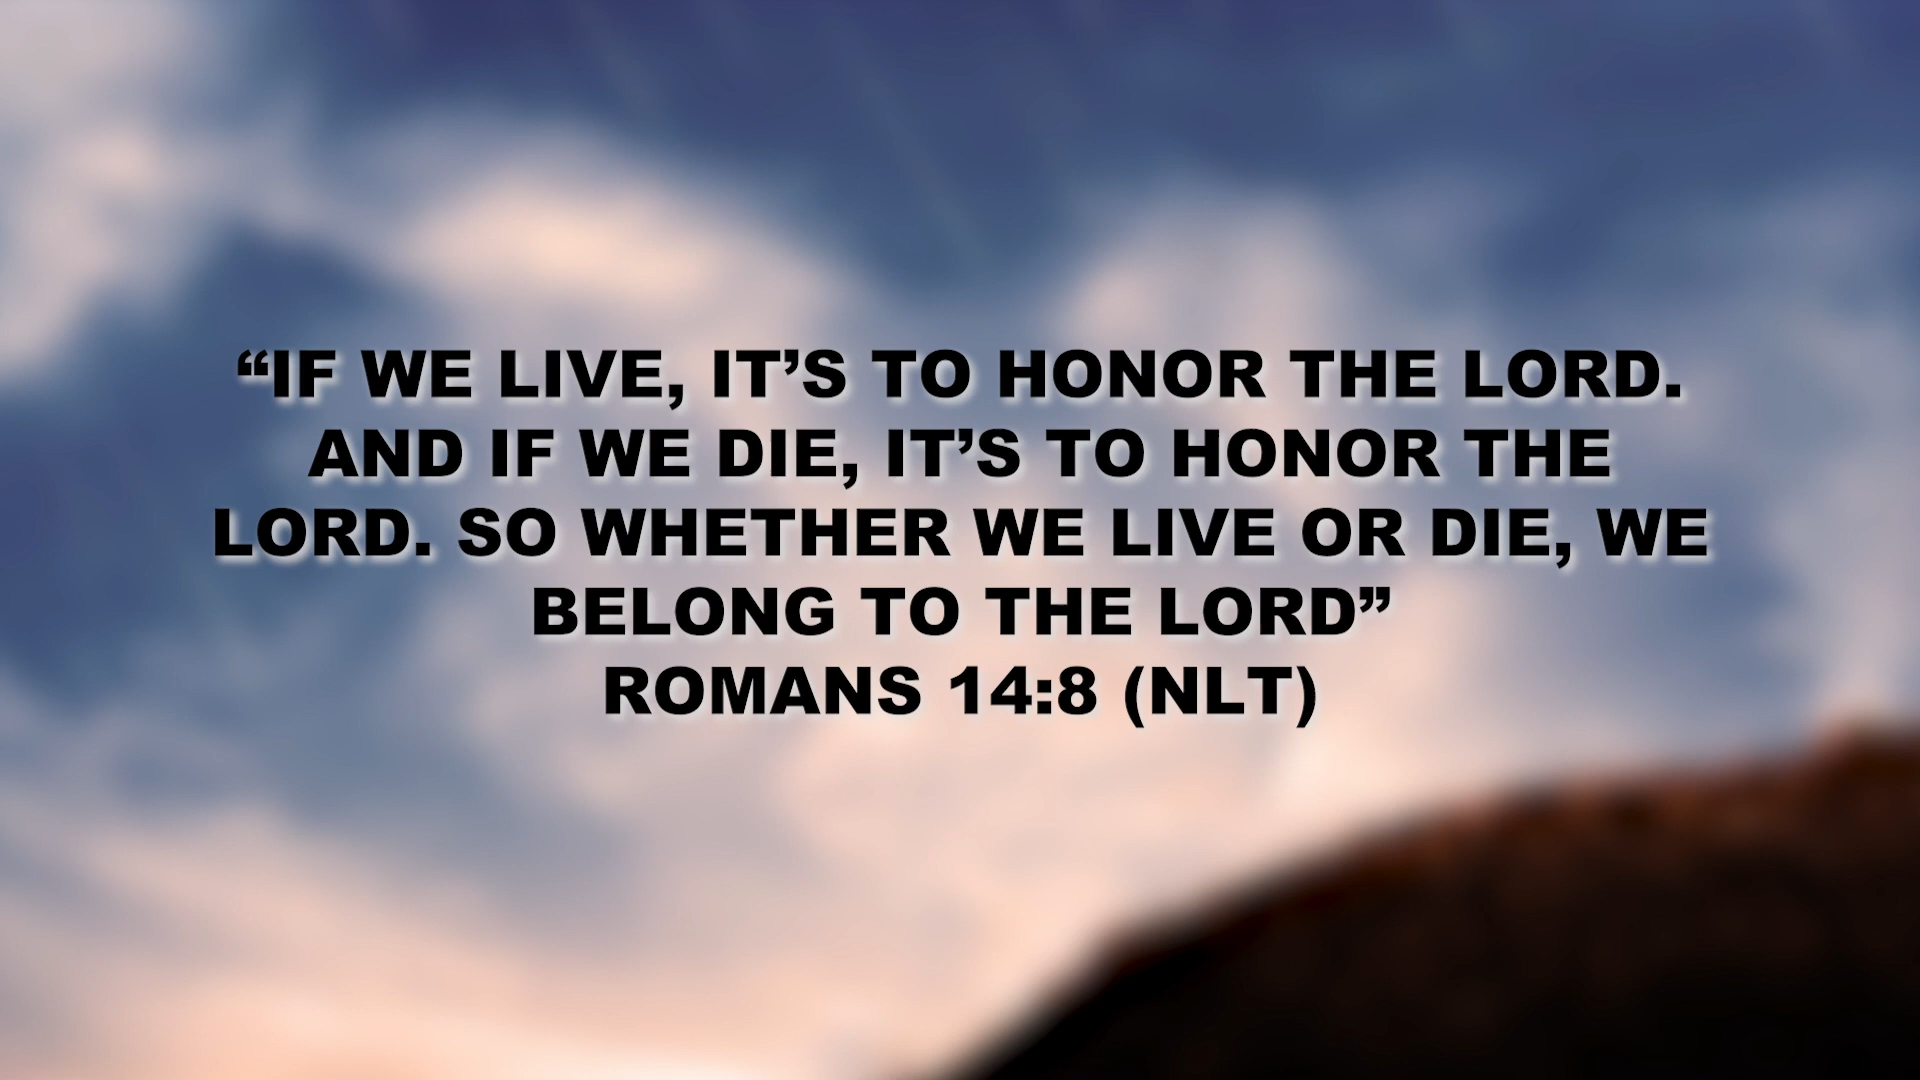 “IF WE LIVE, IT’S TO HONOR THE LORD.
AND IF WE DIE, IT’S TO HONOR THE
LORD. SO WHETHER WE LIVE OR DIE, WE
BELONG TO THE LORD”
ROMANS 14:8 (NLT)